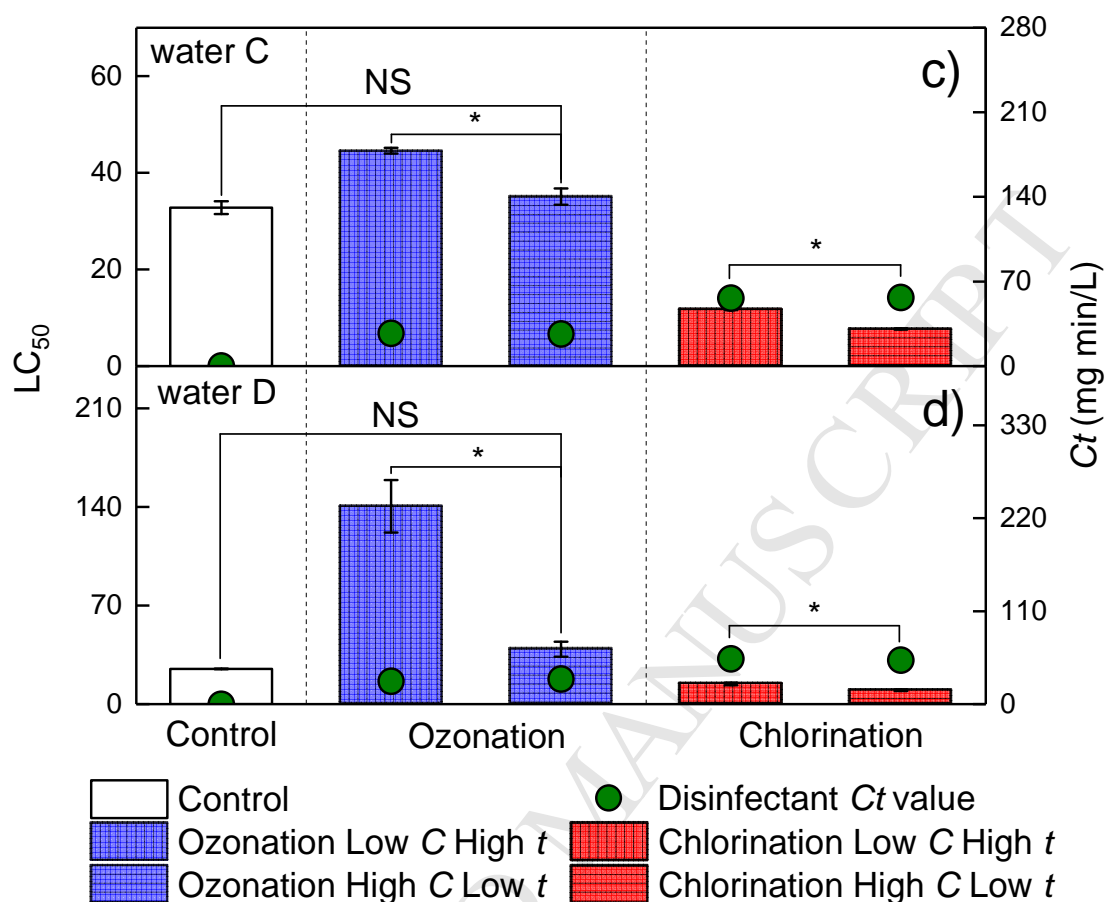 water C
c)
NS
*
*
60
40
20
0
280
210
140
70
0
water D
d)
NS
*
*
210
140
70
0
330
220
110
0
LC50
Ct (mg min/L)
Control Ozonation Chlorination
Control Disinfectant Ct value
Ozonation Low C High t Chlorination Low C High t
Ozonation High C Low t Chlorination High C Low t
D MANUSCRIPT